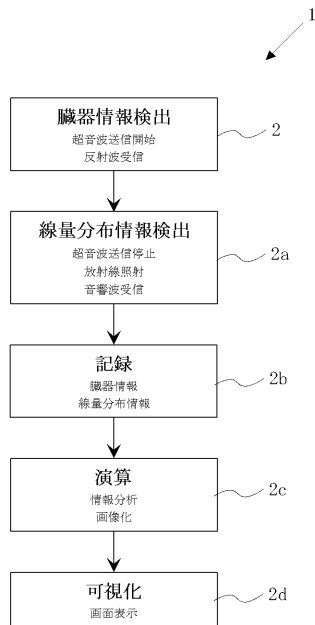 1
臓器情報検出
超音波送信開始
反射波受信
2
線量分布情報検出
超音波送信停止
放射線照射
音響波受信
2a
記録
臓器情報
線量分布情報
2b
演算
情報分析
画像化
2c
可視化
画面表示
2d